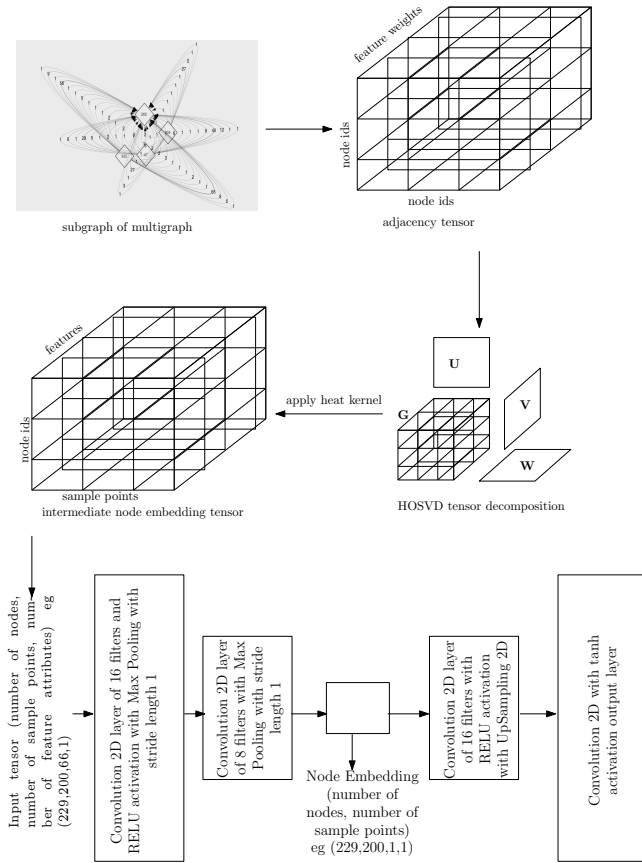 feature weights
node ids
node ids
subgraph of multigraph
adjacency tensor
features
node ids
sample points
intermediate node embedding tensor
apply heat kernel
U
G
V
W
HOSVD tensor decomposition
Input tensor (number of nodes,
number of sample points, num-
ber of feature attributes) eg
(229,200,66,1)
Convolution 2D layer of 16 filters and
RELU activation with Max Pooling with
stride length 1
Convolution 2D layer
of 8 filters with Max
Pooling with stride
length 1
Node Embedding
(number of
nodes, number of
sample points)
eg (229,200,1,1)
Convolution 2D layer
of 16 filters with
RELU activation
with UpSampling 2D
Convolution 2D with tanh
activation output layer